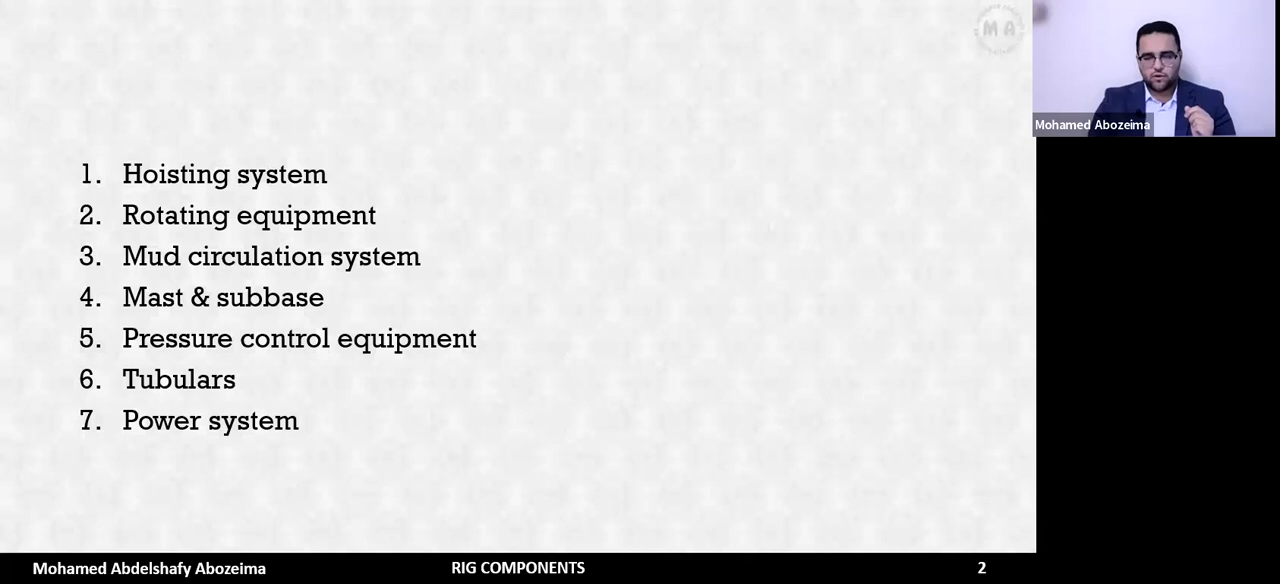 M A
Mohamed Abozeima
1. Hoisting system
2. Rotating equipment
3. Mud circulation system
4. Mast & subbase
5. Pressure control equipment
6. Tubulars
7. Power system
Mohamed Abdelshafy Abozeima
RIG COMPONENTS
2